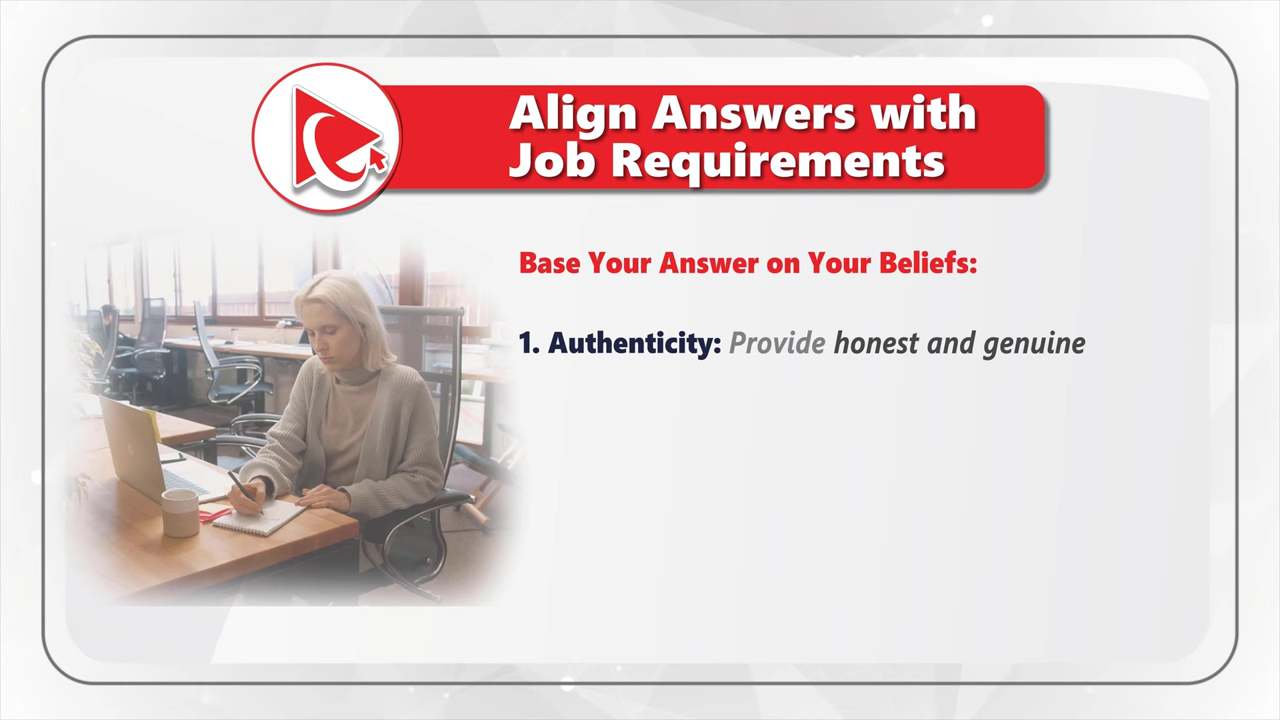 Align Answers with
Job Requirements
Base Your Answer on Your Beliefs:
1. Authenticity: Provide honest and genuine